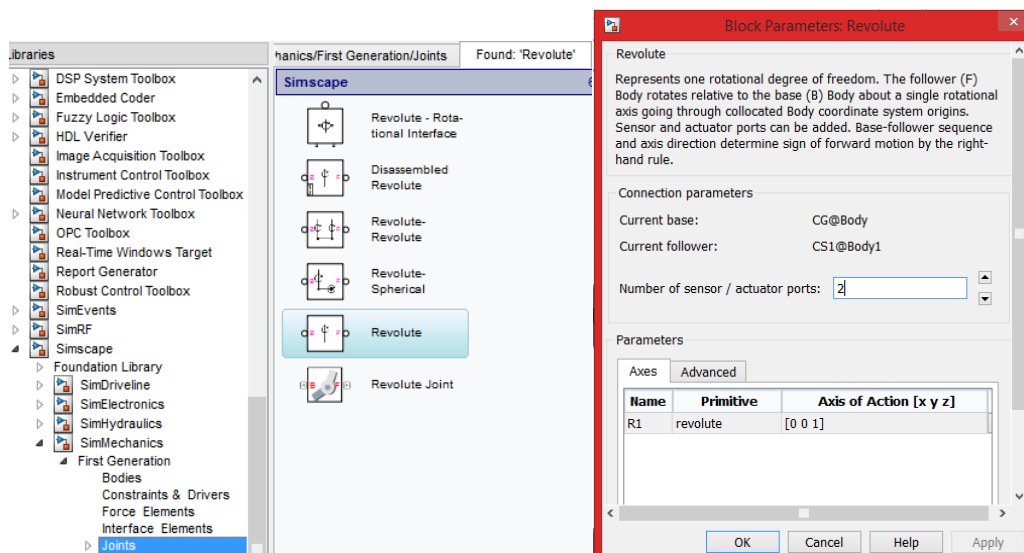 Libraries
DSP System Toolbox
Embedded Coder
Fuzzy Logic Toolbox
HDL Verifier
Image Acquisition Toolbox
Instrument Control Toolbox
Model Predictive Control Toolbox
Neural Network Toolbox
OPC Toolbox
Real-Time Windows Target
Report Generator
Robust Control Toolbox
SimEvents
SimRF
Simscape
Foundation Library
SimDriveline
SimElectronics
SimHydraulics
SimMechanics
First Generation
Bodies
Constraints & Drivers
Force Elements
Interface Elements
Joints
hanics/First Generation/Joints
Found: 'Revolute'
Simscape
Revolute - Rota-
tional Interface
Disassembled
Revolute
Revolute-
Revolute
Revolute-
Spherical
Revolute
Revolute Joint
Block Parameters: Revolute
Revolute
Represents one rotational degree of freedom. The follower (F)
Body rotates relative to the base (B) Body about a single rotational
axis going through collocated Body coordinate system origins.
Sensor and actuator ports can be added. Base-follower sequence
and axis direction determine sign of forward motion by the right-
hand rule.
Connection parameters
Current base: CG@Body
Current follower: CS1@Body1
Number of sensor / actuator ports: 2
Parameters
Axes Advanced
Name Primitive Axis of Action [x y z]
R1 revolute [0 0 1]
OK Cancel Help Apply